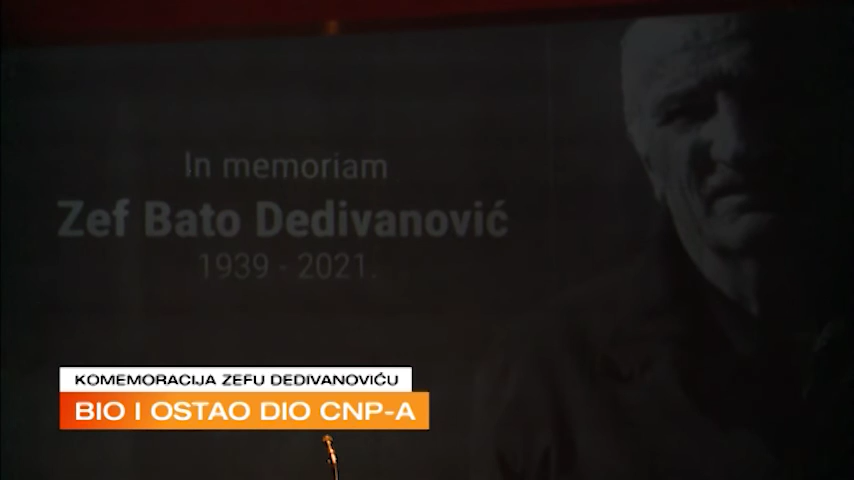 In memoriam
Zef Bato Dedivanović
1939 - 2021.
KOMEMORACIJA ZEFU DEDIVANOVIĆU
BIO I OSTAO DIO CNP-A